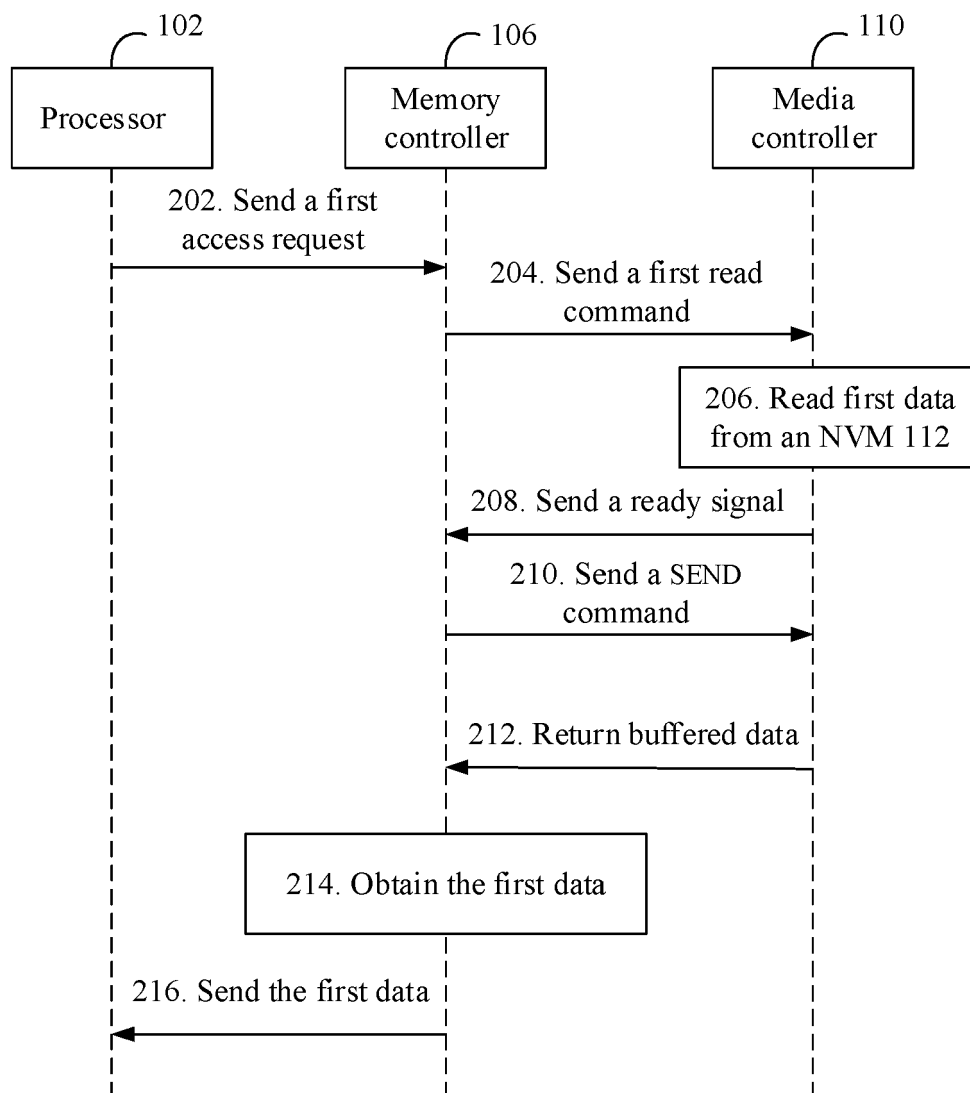 102
106
110
Processor
Memory
controller
Media
controller
202. Send a first
access request
204. Send a first read
command
206. Read first data
from an NVM 112
208. Send a ready signal
210. Send a SEND
command
212. Return buffered data
214. Obtain the first data
216. Send the first data